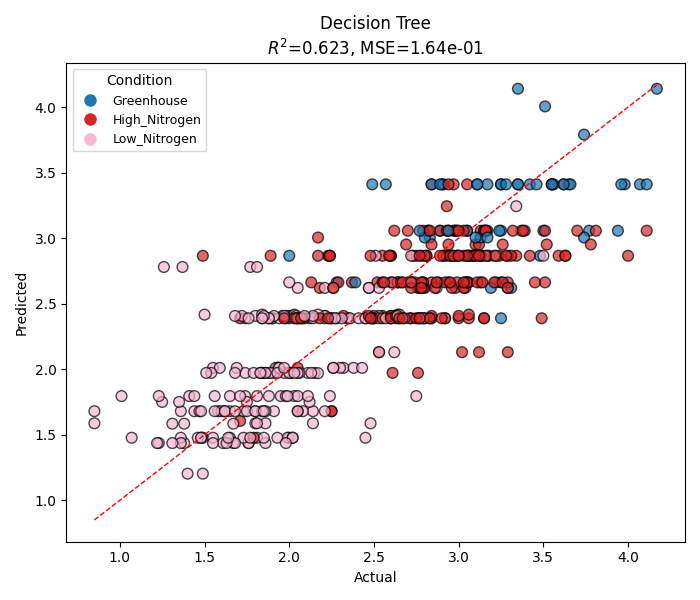 Decision Tree
R²=0.623, MSE=1.64e-01
Condition
Greenhouse
High_Nitrogen
Low_Nitrogen
4.0
3.5
3.0
2.5
2.0
1.5
1.0
Predicted
1.0 1.5 2.0 2.5 3.0 3.5 4.0
Actual